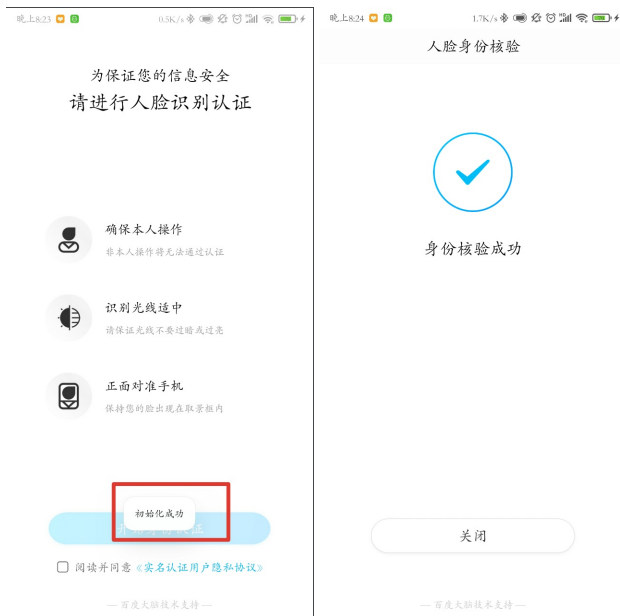 晚上8:23
0.5K/s
为保证您的信息安全
请进行人脸识别认证
确保本人操作
非本人操作将无法通过认证
识别光线适中
请保证光线不要过暗或过亮
正面对准手机
保持您的脸出现在取景框内
初始化成功
证
阅读并同意《实名认证用户隐私协议》
— 百度大脑技术支持 —
晚上8:24
1.7K/s
人脸身份核验
身份核验成功
关闭
— 百度大脑技术支持 —